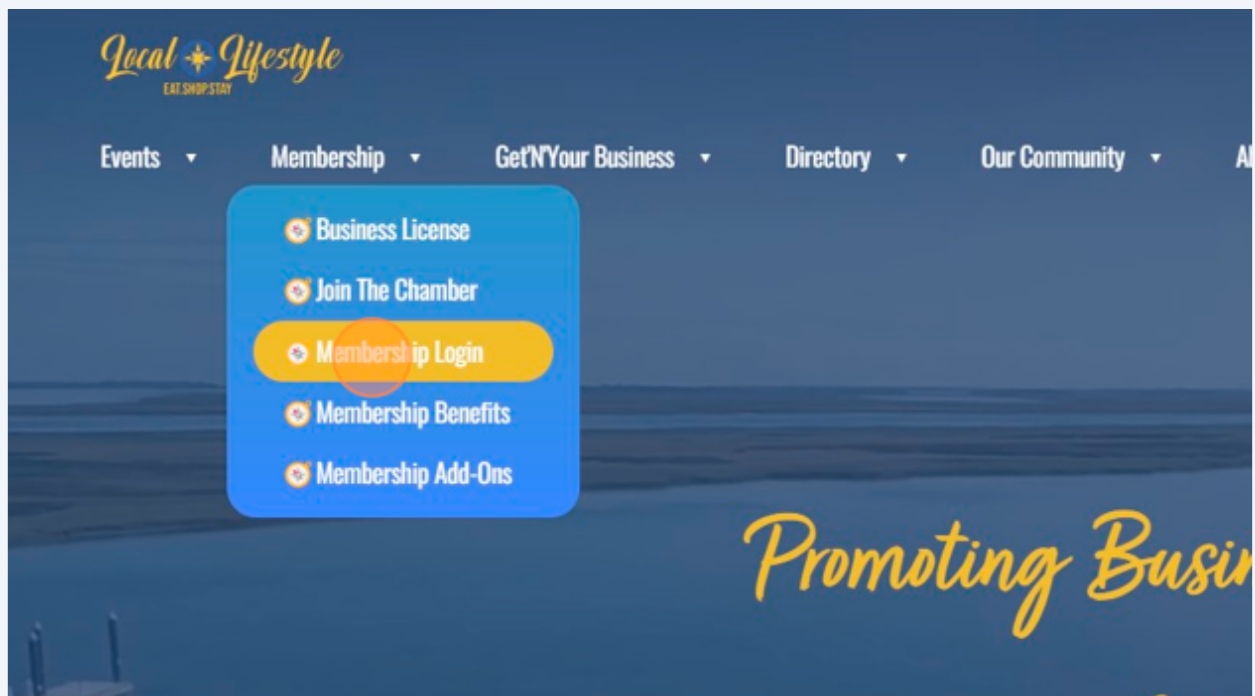 Local Lifestyle
EAT.SHOP.STAY
Events Membership Get'N'Your Business Directory Our Community
Business License
Join The Chamber
Membership Login
Membership Benefits
Membership Add-Ons
Promoting